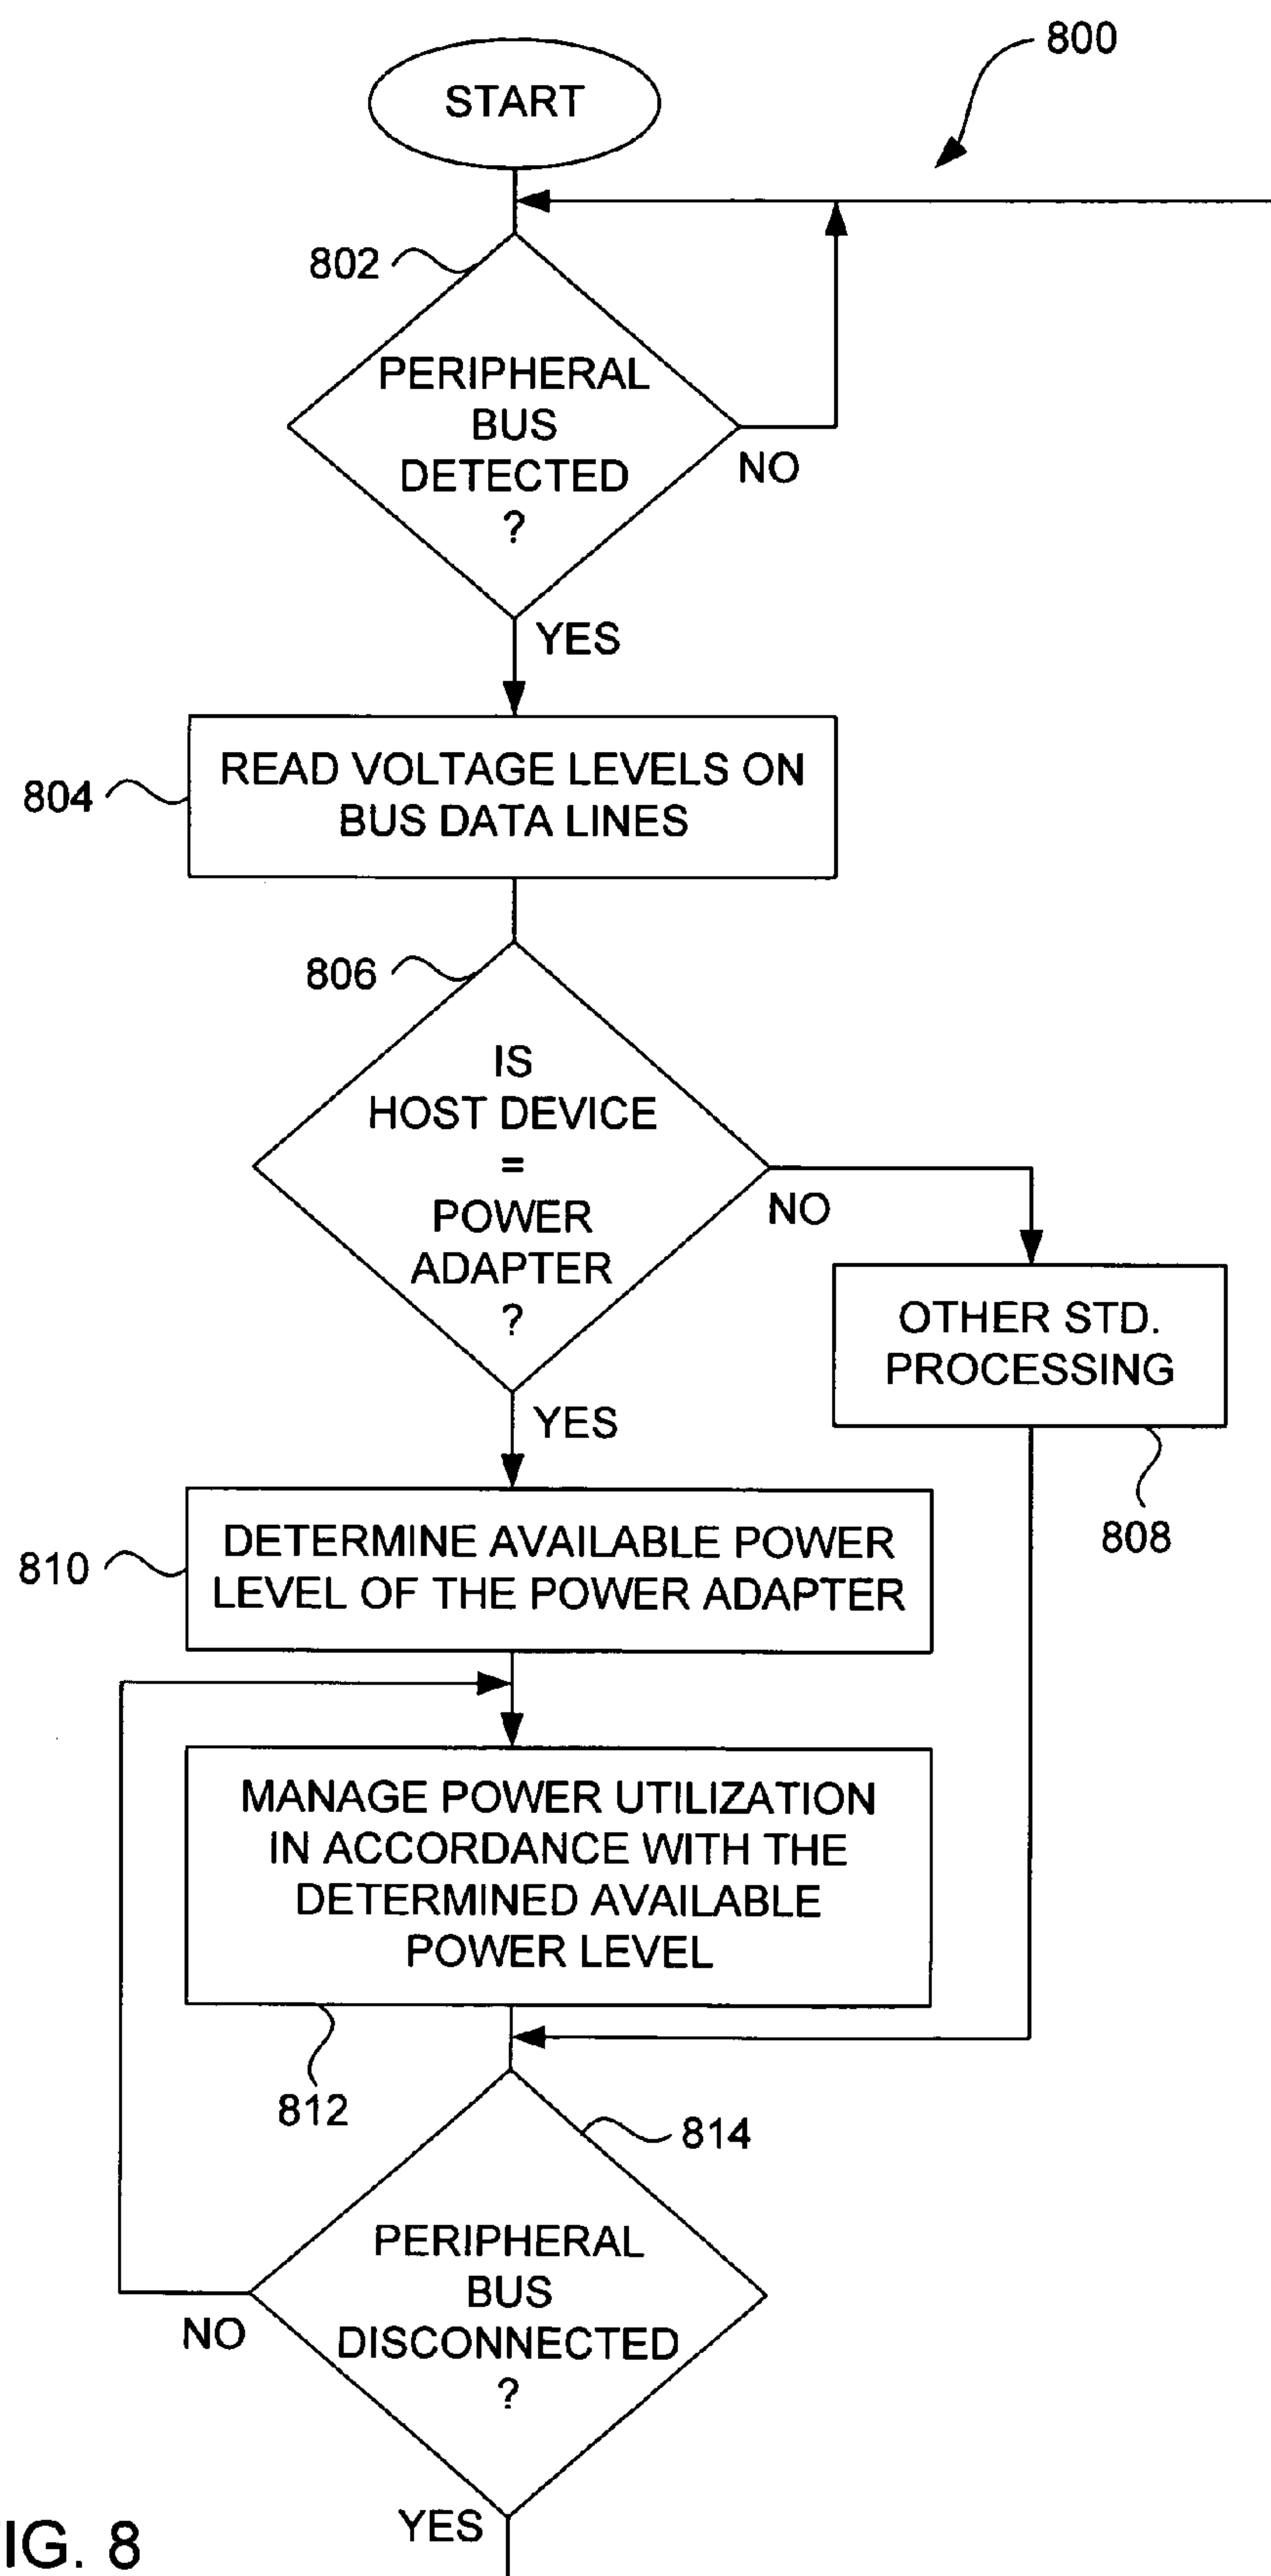 800
START
802
PERIPHERAL
BUS
DETECTED
?
NO
YES
804
READ VOLTAGE LEVELS ON
BUS DATA LINES
806
IS
HOST DEVICE
=
POWER
ADAPTER
?
NO
YES
OTHER STD.
PROCESSING
808
810
DETERMINE AVAILABLE POWER
LEVEL OF THE POWER ADAPTER
MANAGE POWER UTILIZATION
IN ACCORDANCE WITH THE
DETERMINED AVAILABLE
POWER LEVEL
812
814
PERIPHERAL
BUS
DISCONNECTED
?
NO
YES
IG. 8